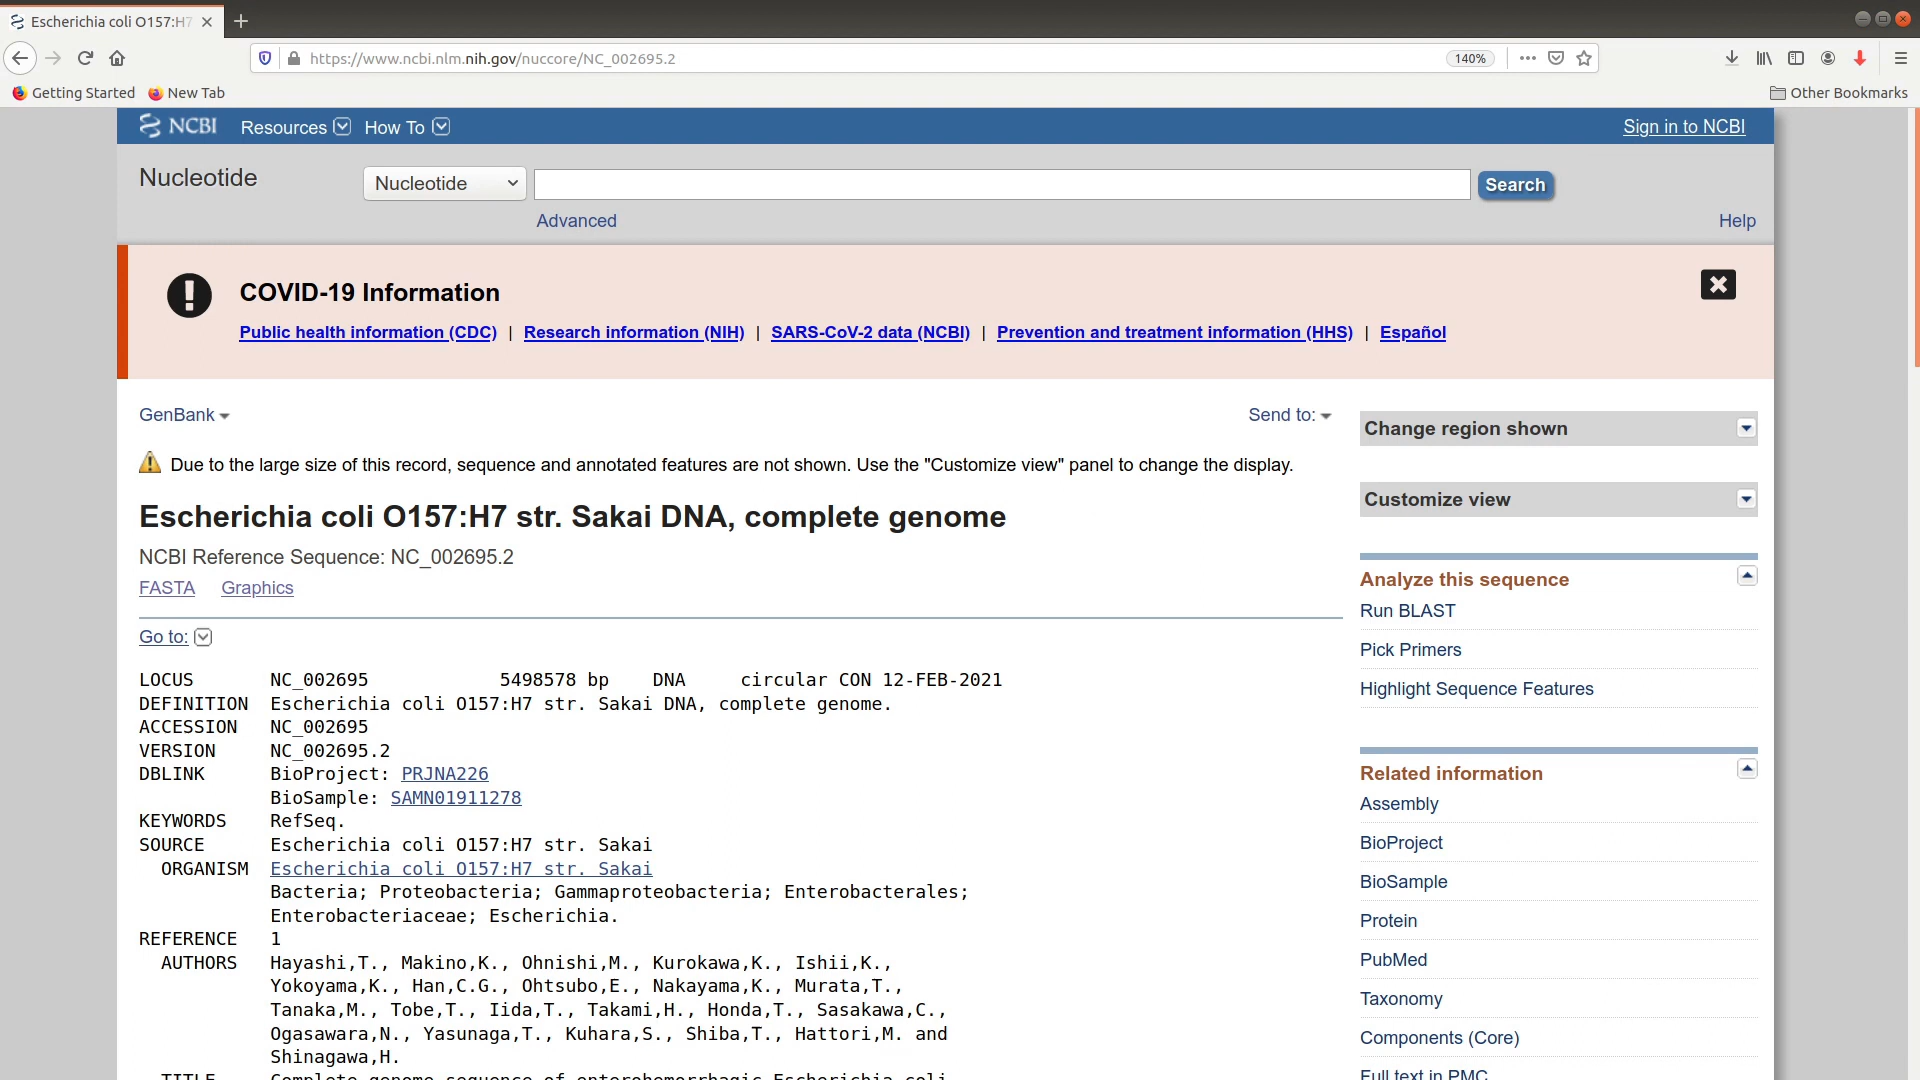 Escherichia coli O157:H7
https://www.ncbi.nlm.nih.gov/nuccore/NC_002695.2
140%
Getting Started
New Tab
Other Bookmarks
NCBI
Resources
How To
Sign in to NCBI
Nucleotide
Nucleotide
Search
Advanced
Help
COVID-19 Information
Public health information (CDC) | Research information (NIH) | SARS-CoV-2 data (NCBI) | Prevention and treatment information (HHS) | Español
GenBank
Send to:
Due to the large size of this record, sequence and annotated features are not shown. Use the "Customize view" panel to change the display.
Escherichia coli O157:H7 str. Sakai DNA, complete genome
NCBI Reference Sequence: NC_002695.2
FASTA Graphics
Go to:
LOCUS NC_002695 5498578 bp DNA circular CON 12-FEB-2021
DEFINITION Escherichia coli O157:H7 str. Sakai DNA, complete genome.
ACCESSION NC_002695
VERSION NC_002695.2
DBLINK BioProject: PRJNA226
BioSample: SAMN01911278
KEYWORDS RefSeq.
SOURCE Escherichia coli O157:H7 str. Sakai
ORGANISM Escherichia coli O157:H7 str. Sakai
Bacteria; Proteobacteria; Gammaproteobacteria; Enterobacterales;
Enterobacteriaceae; Escherichia.
REFERENCE 1
AUTHORS Hayashi,T., Makino,K., Ohnishi,M., Kurokawa,K., Ishii,K.,
Yokoyama,K., Han,C.G., Ohtsubo,E., Nakayama,K., Murata,T.,
Tanaka,M., Tobe,T., Iida,T., Takami,H., Honda,T., Sasakawa,C.,
Ogasawara,N., Yasunaga,T., Kuhara,S., Shiba,T., Hattori,M. and
Shinagawa,H.
TITLE Complete genome sequence of enterohemorrhagic Escherichia coli
Change region shown
Customize view
Analyze this sequence
Run BLAST
Pick Primers
Highlight Sequence Features
Related information
Assembly
BioProject
BioSample
Protein
PubMed
Taxonomy
Components (Core)
Full text in PMC